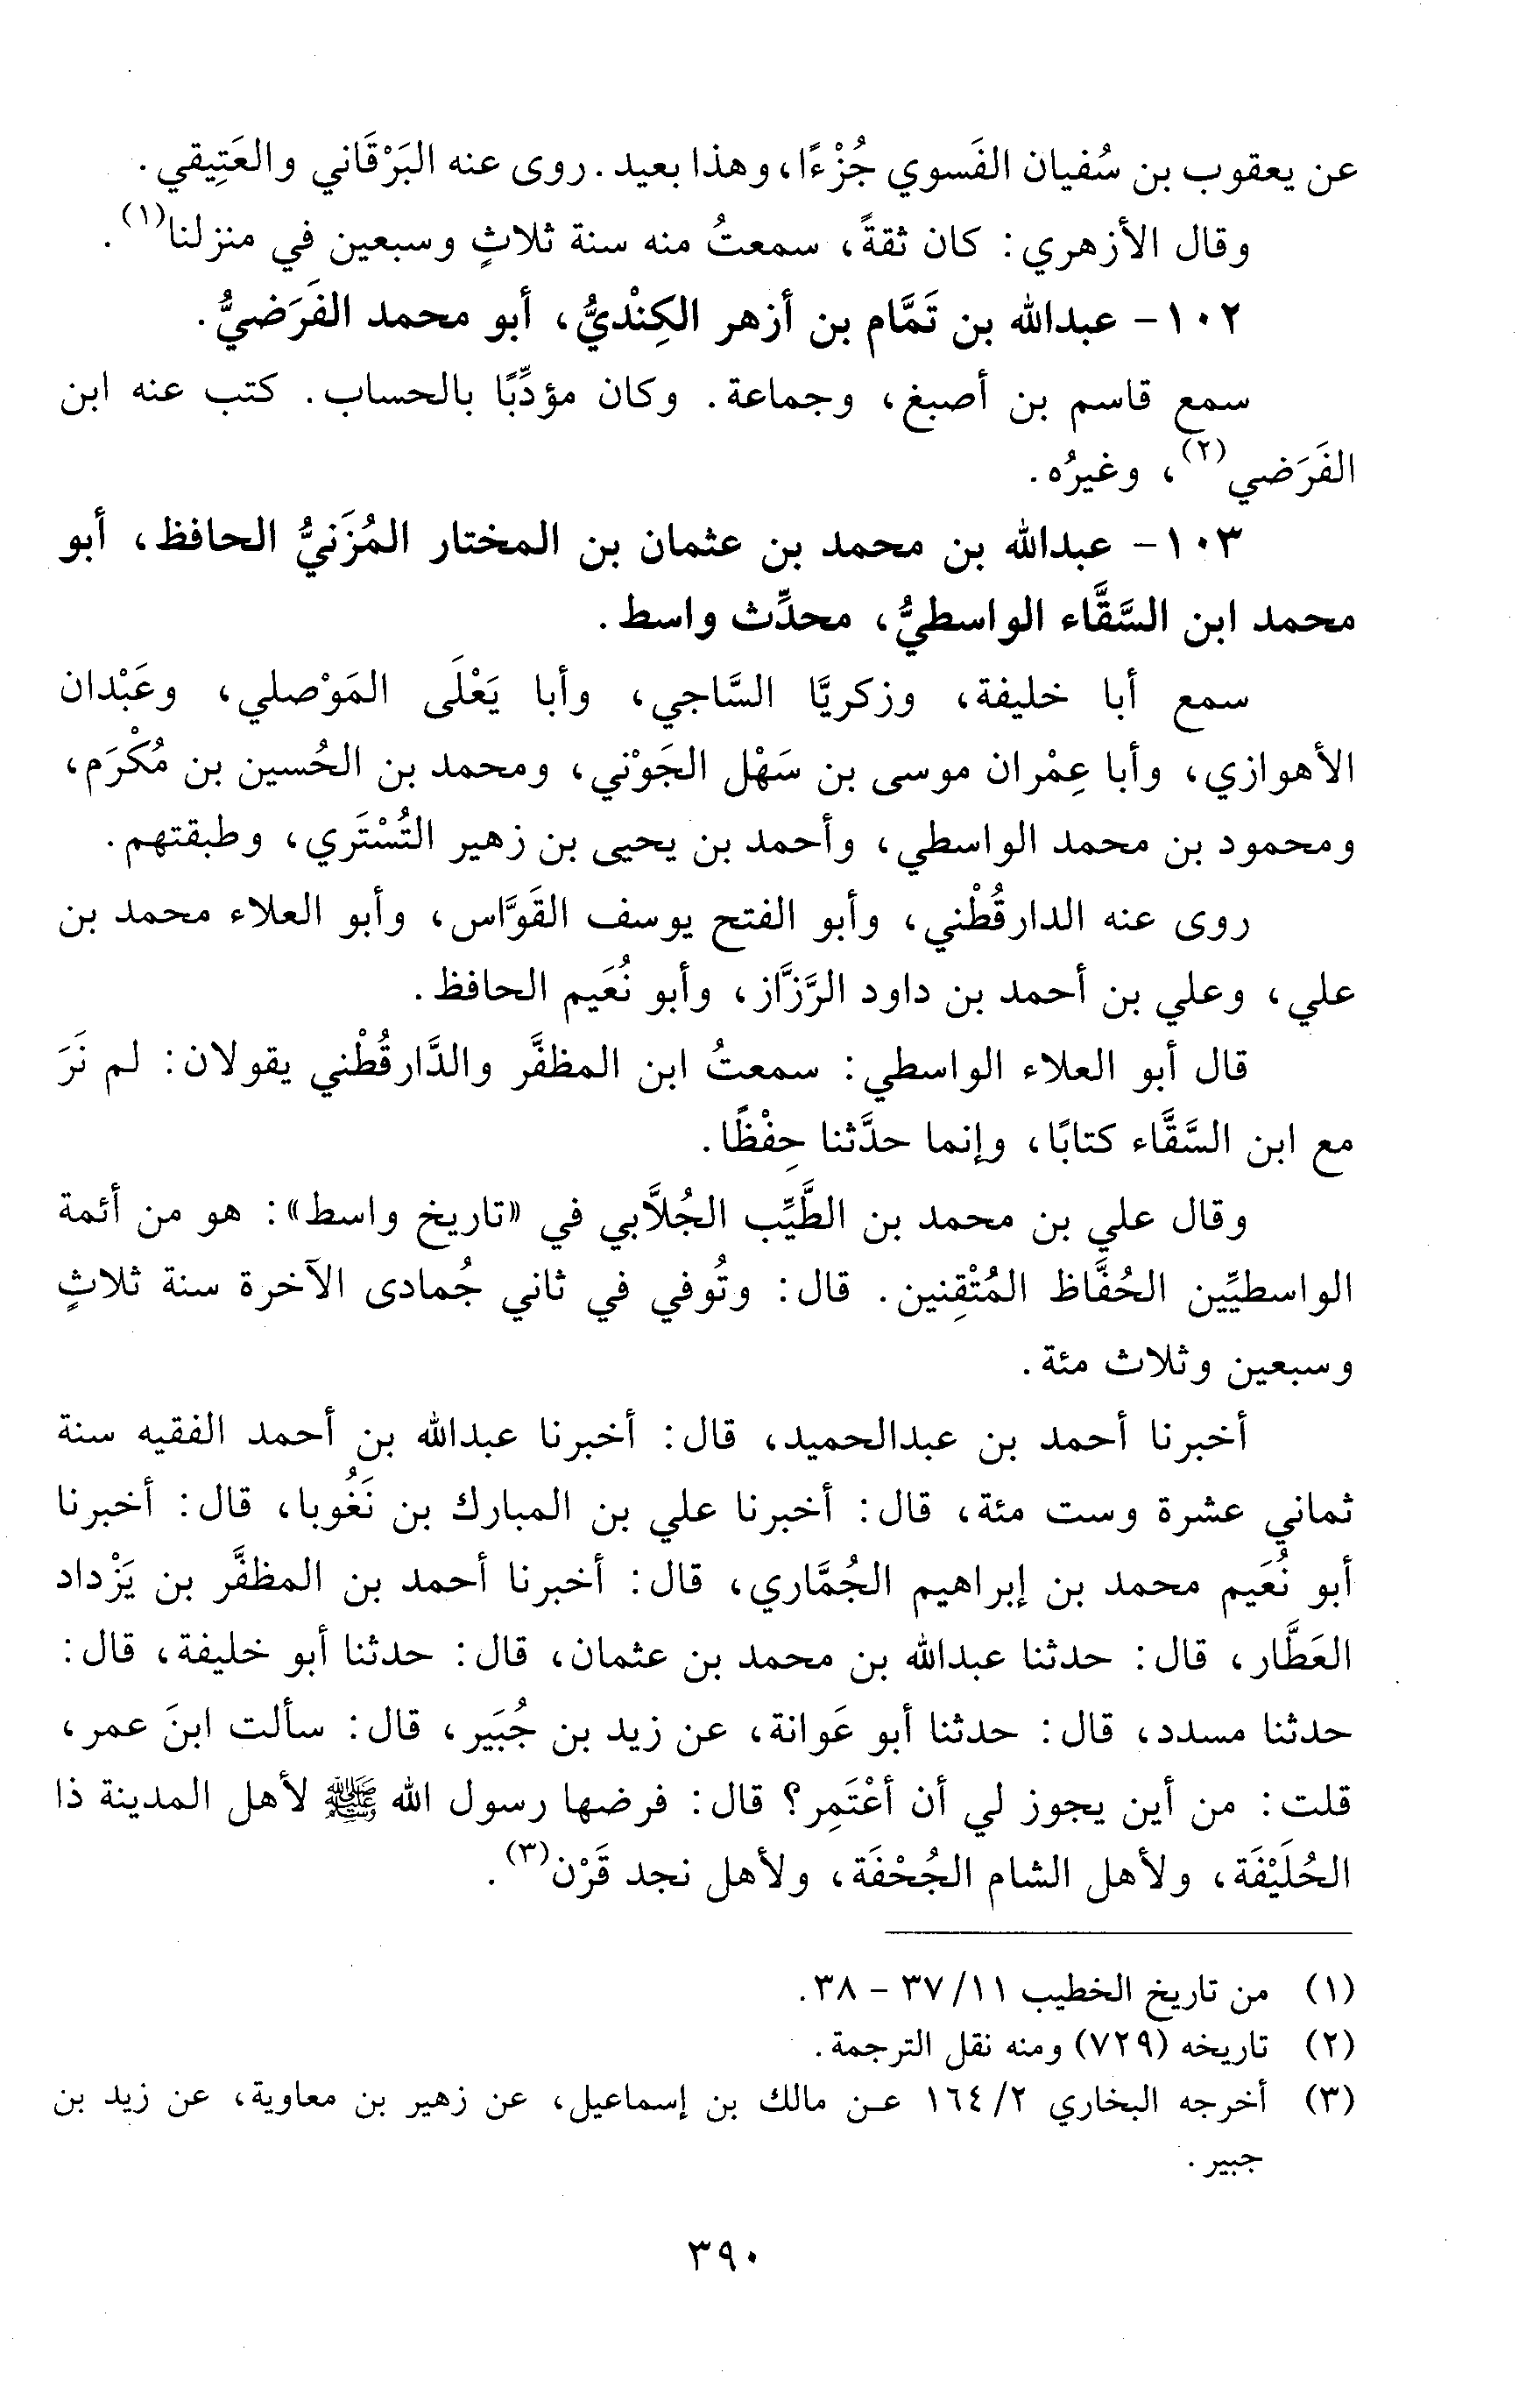 عن يعقوب بن سُفيان الفَسوي جُزْءًا، وهذا بعيد. روى عنه البَرْقَاني والعَتِيقي.
وقال الأزهري: كان ثقةً، سمعتُ منه سنة ثلاثٍ وسبعين في منزلنا(١).
١٠٢- عبدالله بن تَمَّام بن أزهر الكِنْديُّ، أبو محمد الفَرَضيُّ.
سمع قاسم بن أصبغ، وجماعة. وكان مؤدِّبًا بالحساب. كتب عنه ابن
الفَرَضي(٢)، وغيرُه.
١٠٣- عبدالله بن محمد بن عثمان بن المختار المُزَنيُّ الحافظ، أبو
محمد ابن السَّقَّاء الواسطيُّ، محدِّث واسط.
سمع أبا خليفة، وزكريَّا السَّاجي، وأبا يَعْلَى المَوْصلي، وعَبْدان
الأهوازي، وأبا عِمْران موسى بن سَهْل الجَوْني، ومحمد بن الحُسين بن مُكْرَم،
ومحمود بن محمد الواسطي، وأحمد بن يحيى بن زهير التُسْتَري، وطبقتهم.
روى عنه الدارقُطْني، وأبو الفتح يوسف القَوَّاس، وأبو العلاء محمد بن
علي، وعلي بن أحمد بن داود الرَّزَّاز، وأبو نُعَيم الحافظ.
قال أبو العلاء الواسطي: سمعتُ ابن المظفَّر والدَّارقُطْني يقولان: لم نَرَ
مع ابن السَّقَّاء كتابًا، وإنما حدَّثنا حِفْظًا.
وقال علي بن محمد بن الطَّيِّب الجُلاَّبي في «تاريخ واسط»: هو من أئمة
الواسطيِّين الحُفَّاظ المُتْقِنين. قال: وتُوفي في ثاني جُمادى الآخرة سنة ثلاثٍ
وسبعين وثلاث مئة.
أخبرنا أحمد بن عبدالحميد، قال: أخبرنا عبدالله بن أحمد الفقيه سنة
ثماني عشرة وست مئة، قال: أخبرنا علي بن المبارك بن نَغُوبا، قال: أخبرنا
أبو نُعَيم محمد بن إبراهيم الجُمَّاري، قال: أخبرنا أحمد بن المظفَّر بن يَزْداد
العَطَّار، قال: حدثنا عبدالله بن محمد بن عثمان، قال: حدثنا أبو خليفة، قال:
حدثنا مسدد، قال: حدثنا أبو عَوانة، عن زيد بن جُبَير، قال: سألت ابنَ عمر،
قلت: من أين يجوز لي أن أعْتَمِر؟ قال: فرضها رسول الله ﷺ لأهل المدينة ذا
الحُلَيْفَة، ولأهل الشام الجُحْفَة، ولأهل نجد قَرْن(٣).
(١) من تاريخ الخطيب ١١/ ٣٧ - ٣٨.
(٢) تاريخه (٧٢٩) ومنه نقل الترجمة.
(٣) أخرجه البخاري ٢/ ١٦٤ عن مالك بن إسماعيل، عن زهير بن معاوية، عن زيد بن
جبير.
٣٩٠